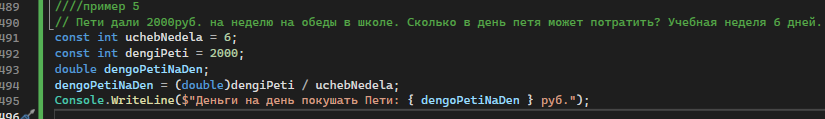 489 ////пример 5
490 // Пети дали 2000руб. на неделю на обеды в школе. Сколько в день петя может потратить? Учебная неделя 6 дней.
491 const int uchebNedela = 6;
492 const int dengiPeti = 2000;
493 double dengoPetiNaDen;
494 dengoPetiNaDen = (double)dengiPeti / uchebNedela;
495 Console.WriteLine($"Деньги на день покушать Пети: { dengoPetiNaDen } руб.");
496